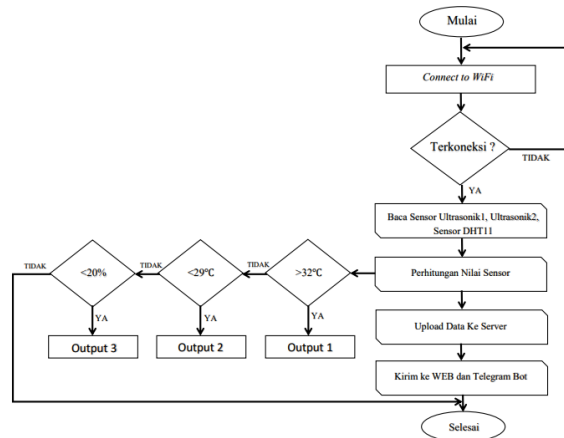 Mulai
Connect to WiFi
Terkoneksi ?
TIDAK
YA
Baca Sensor Ultrasonik1, Ultrasonik2,
Sensor DHT11
Perhitungan Nilai Sensor
>32℃
TIDAK
<29℃
TIDAK
<20%
TIDAK
YA
YA
YA
Output 3
Output 2
Output 1
Upload Data Ke Server
Kirim ke WEB dan Telegram Bot
Selesai